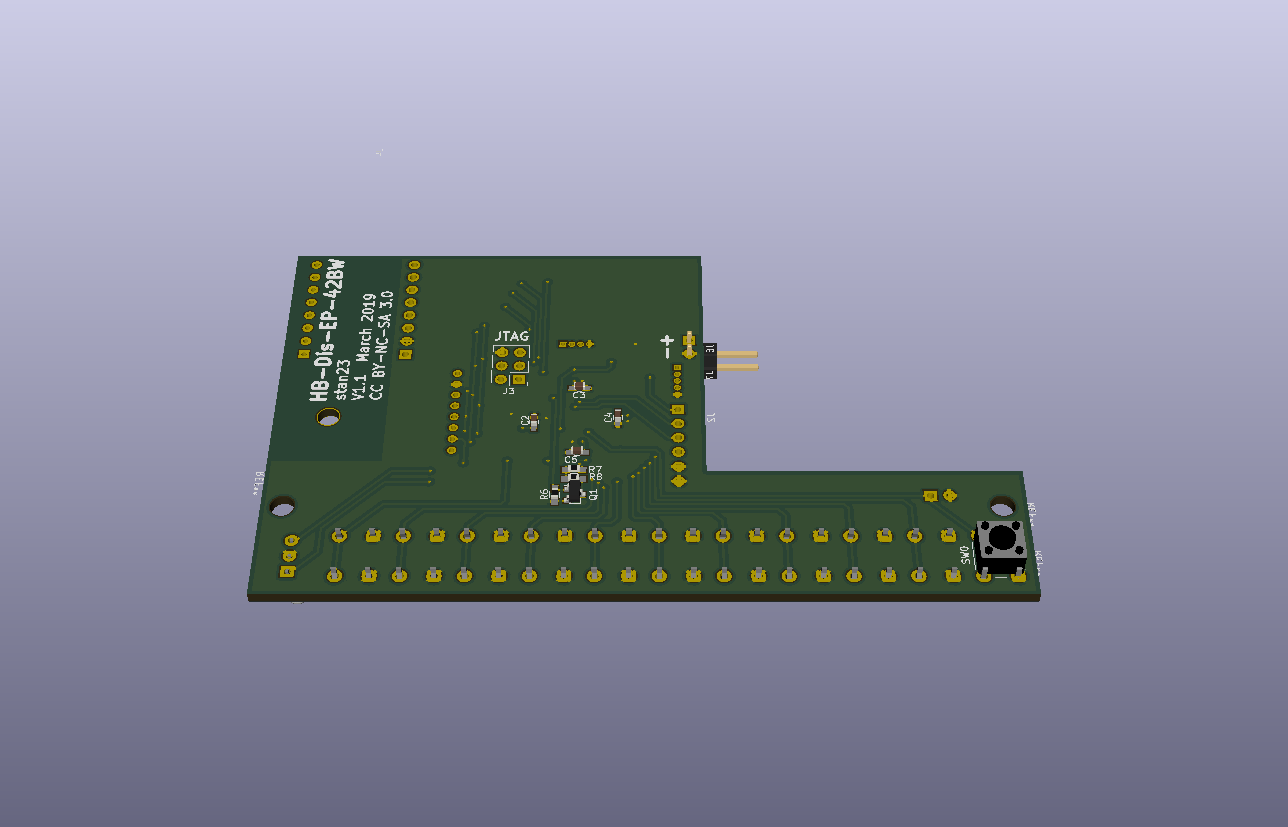 HB-Dis-EP-42BW
stan23
V1.1 March 2019
CC BY-NC-SA 3.0
JTAG
J3
+
-
C3
C2
C4
C5
R7
R8
R6
Q1
J5
SW0